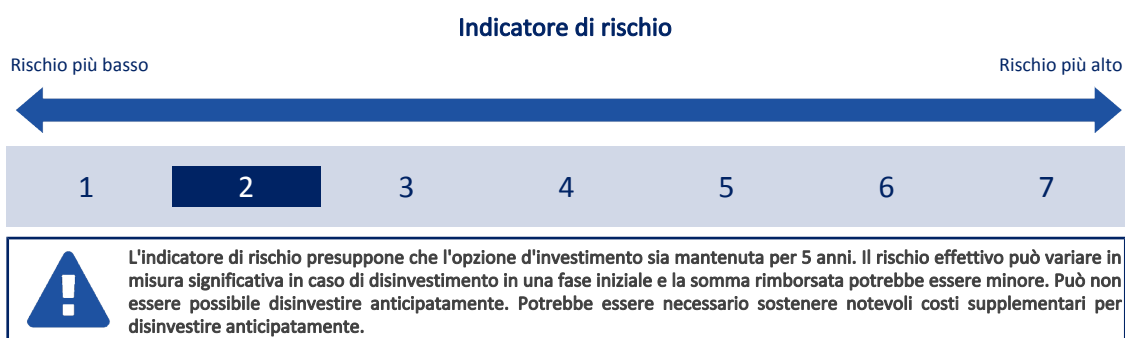 Indicatore di rischio
Rischio più basso
Rischio più alto
1 2 3 4 5 6 7
L'indicatore di rischio presuppone che l'opzione d'investimento sia mantenuta per 5 anni. Il rischio effettivo può variare in
misura significativa in caso di disinvestimento in una fase iniziale e la somma rimborsata potrebbe essere minore. Può non
essere possibile disinvestire anticipatamente. Potrebbe essere necessario sostenere notevoli costi supplementari per
disinvestire anticipatamente.